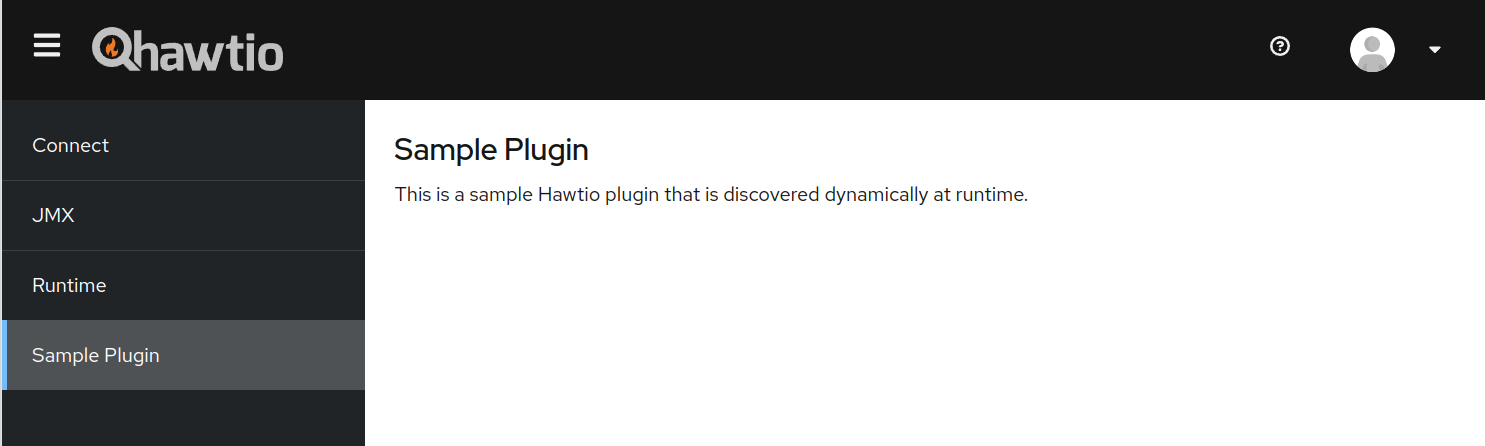 hawtio
Connect
JMX
Runtime
Sample Plugin
Sample Plugin
This is a sample Hawtio plugin that is discovered dynamically at runtime.